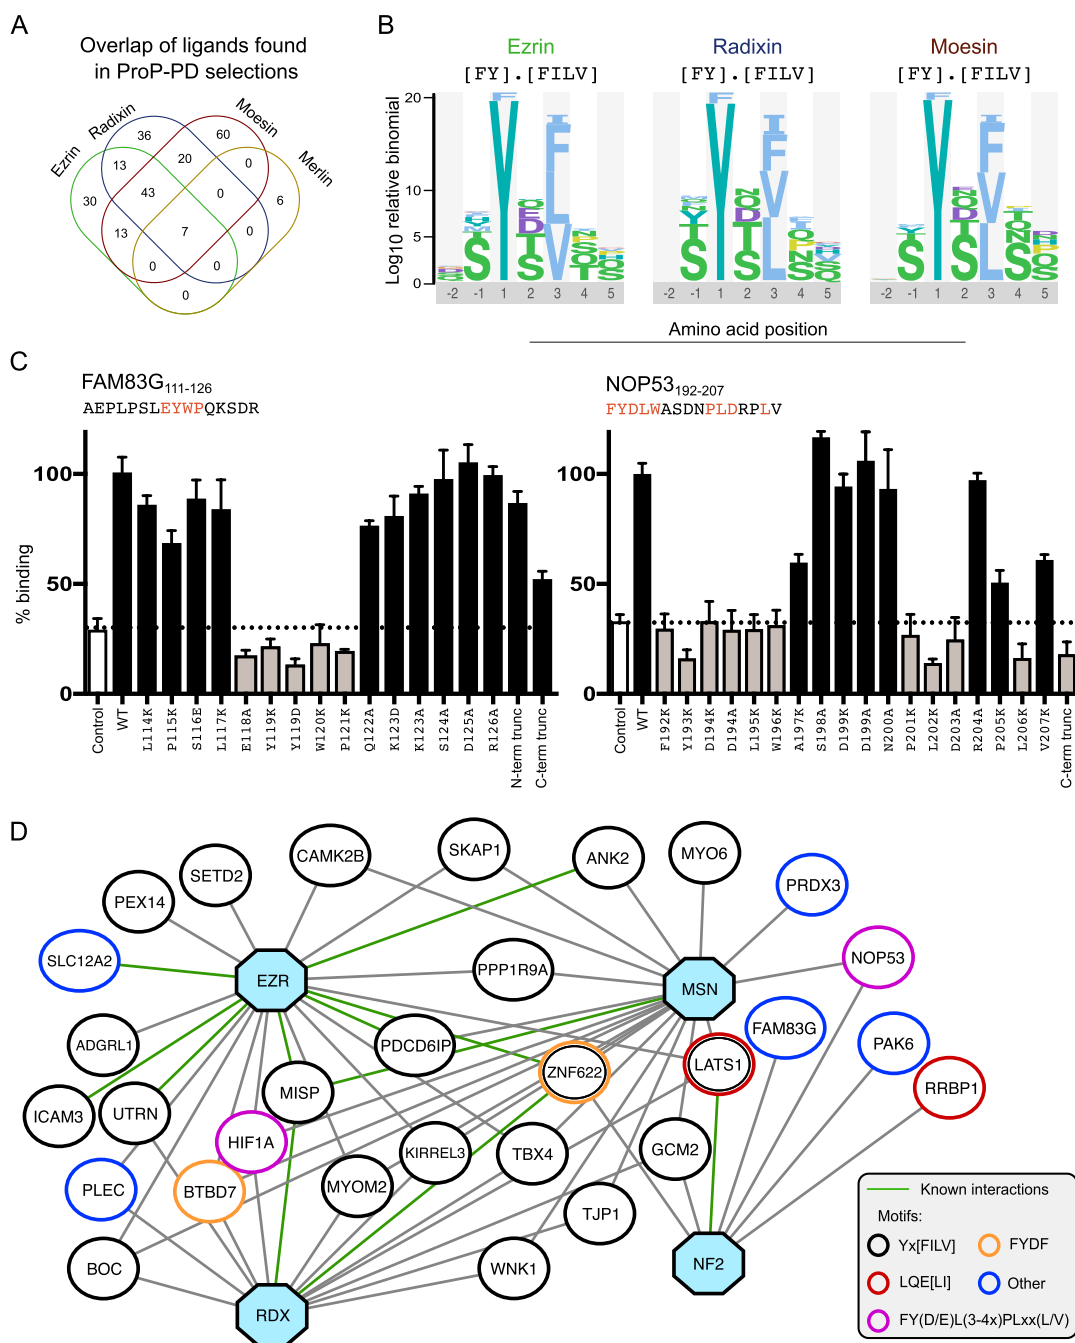 A
Overlap of ligands found
in ProP-PD selections
Ezrin
Radixin
Moesin
Merlin
36
60
13
20
0
30
43
0
6
13
7
0
0
0
B
Ezrin
Radixin
Moesin
[FY].[FILV]
[FY].[FILV]
[FY].[FILV]
Log10 relative binomial
20
10
5
0
-2 -1 1 2 3 4 5
-2 -1 1 2 3 4 5
-2 -1 1 2 3 4 5
Amino acid position
C
FAM83G111-126
AEPLPSLEYWPQKSDR
% binding
100
50
0
Control
WT
L114K
P115K
S116E
L117K
E118A
Y119K
Y119D
W120K
P121K
Q122A
K123D
K123A
S124A
D125A
R126A
N-term trunc
C-term trunc
NOP53192-207
FYDLWASDNPLDRPLV
100
50
0
Control
WT
F192K
Y193K
D194K
D194A
L195K
W196K
A197K
S198A
D199K
D199A
N200A
P201K
L202K
D203A
R204A
P205K
L206K
V207K
C-term trunc
D
CAMK2B
SKAP1
ANK2
MYO6
SETD2
PRDX3
PEX14
SLC12A2
NOP53
EZR
PPP1R9A
MSN
FAM83G
ADGRL1
PDCD6IP
PAK6
ZNF622
LATS1
RRBP1
MISP
ICAM3
UTRN
HIF1A
KIRREL3
TBX4
GCM2
PLEC
BTBD7
MYOM2
TJP1
BOC
WNK1
NF2
RDX
Known interactions
Motifs:
Yx[FILV]
FYDF
LQE[LI]
Other
FY(D/E)L(3-4x)PLxx(L/V)